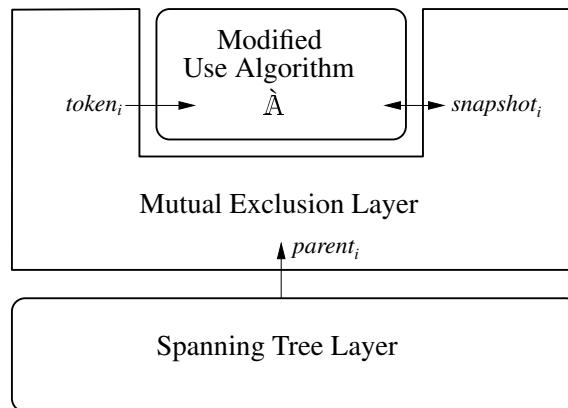 Modified
Use Algorithm
token_i
𝔸̀
snapshot_i
Mutual Exclusion Layer
parent_i
Spanning Tree Layer